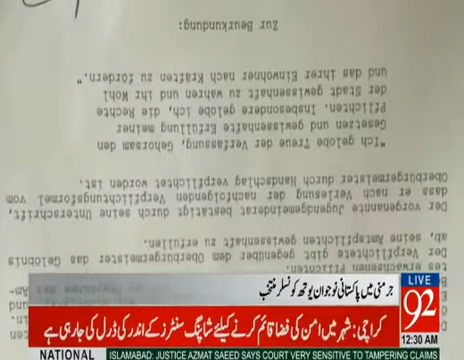 Der Verpflichtete gibt gegenüber dem Oberbürgermeister das Gelöbnis
ab, seine Amtspflichten gewissenhaft zu erfüllen.
Der vorgenannte Jugendgemeinderat bestätigt durch seine Unterschrift,
dass er nach Verlesung der nachfolgenden Verpflichtungsformel vom
Oberbürgermeister durch Handschlag verpflichtet worden ist.
"Ich gelobe Treue der Verfassung, Gehorsam den
Gesetzen und gewissenhafte Erfüllung meiner
Pflichten. Insbesondere gelobe ich, die Rechte
der Stadt gewissenhaft zu wahren und ihr Wohl
und das ihrer Einwohner nach Kräften zu fördern."
Zur Beurkundung:
جرمنی میں پاکستانی نوجوان یوتھ کونسلر منتخب
LIVE
92
کراچی: شہر میں امن کی فضا قائم کرنے کیلئے شاپنگ سنٹرز کے اندر کی ڈرل کی جا رہی ہے
12:30 AM
NATIONAL
ISLAMABAD: JUSTICE AZMAT SAEED SAYS COURT VERY SENSITIVE TO TAMPERING CLAIMS